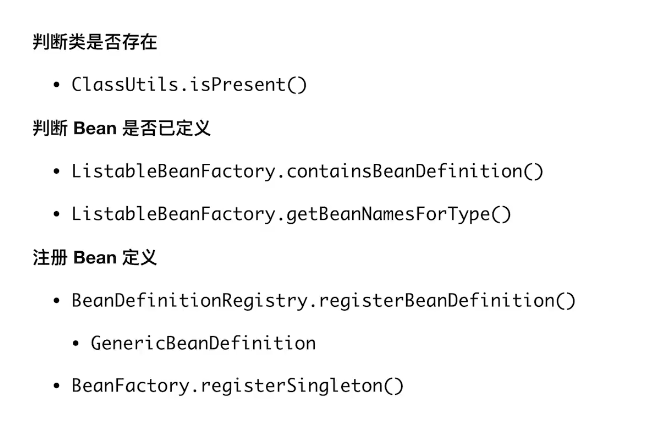 判断类是否存在
• ClassUtils.isPresent()
判断 Bean 是否已定义
• ListableBeanFactory.containsBeanDefinition()
• ListableBeanFactory.getBeanNamesForType()
注册 Bean 定义
• BeanDefinitionRegistry.registerBeanDefinition()
• GenericBeanDefinition
• BeanFactory.registerSingleton()